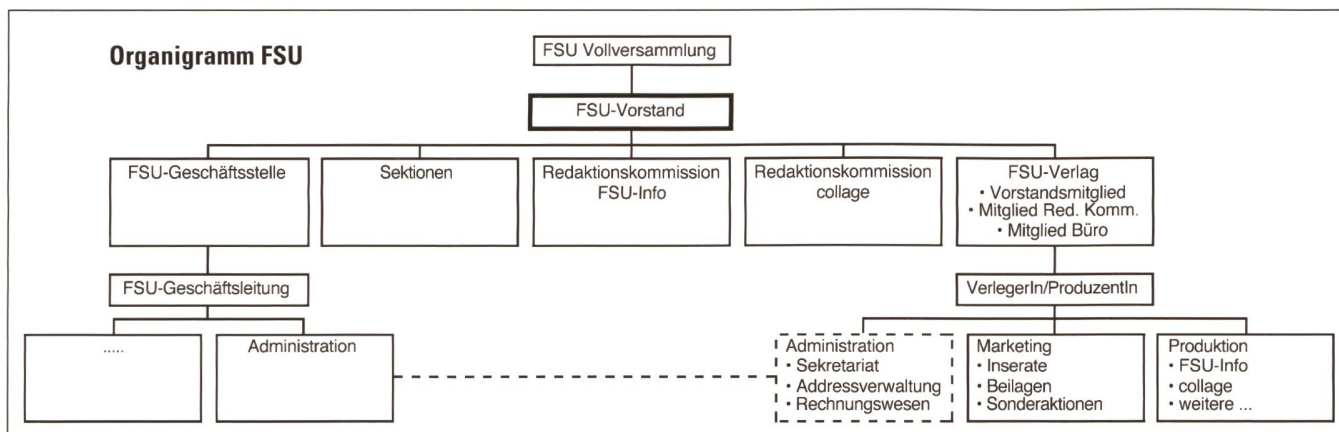 Organigramm FSU
FSU Vollversammlung
FSU-Vorstand
FSU-Geschäftsstelle
Sektionen
Redaktionskommission
FSU-Info
Redaktionskommission
collage
FSU-Verlag
• Vorstandsmitglied
• Mitglied Red. Komm.
• Mitglied Büro
FSU-Geschäftsleitung
VerlegerIn/ProduzentIn
.....
Administration
Administration
• Sekretariat
• Addressverwaltung
• Rechnungswesen
Marketing
• Inserate
• Beilagen
• Sonderaktionen
Produktion
• FSU-Info
• collage
• weitere ...